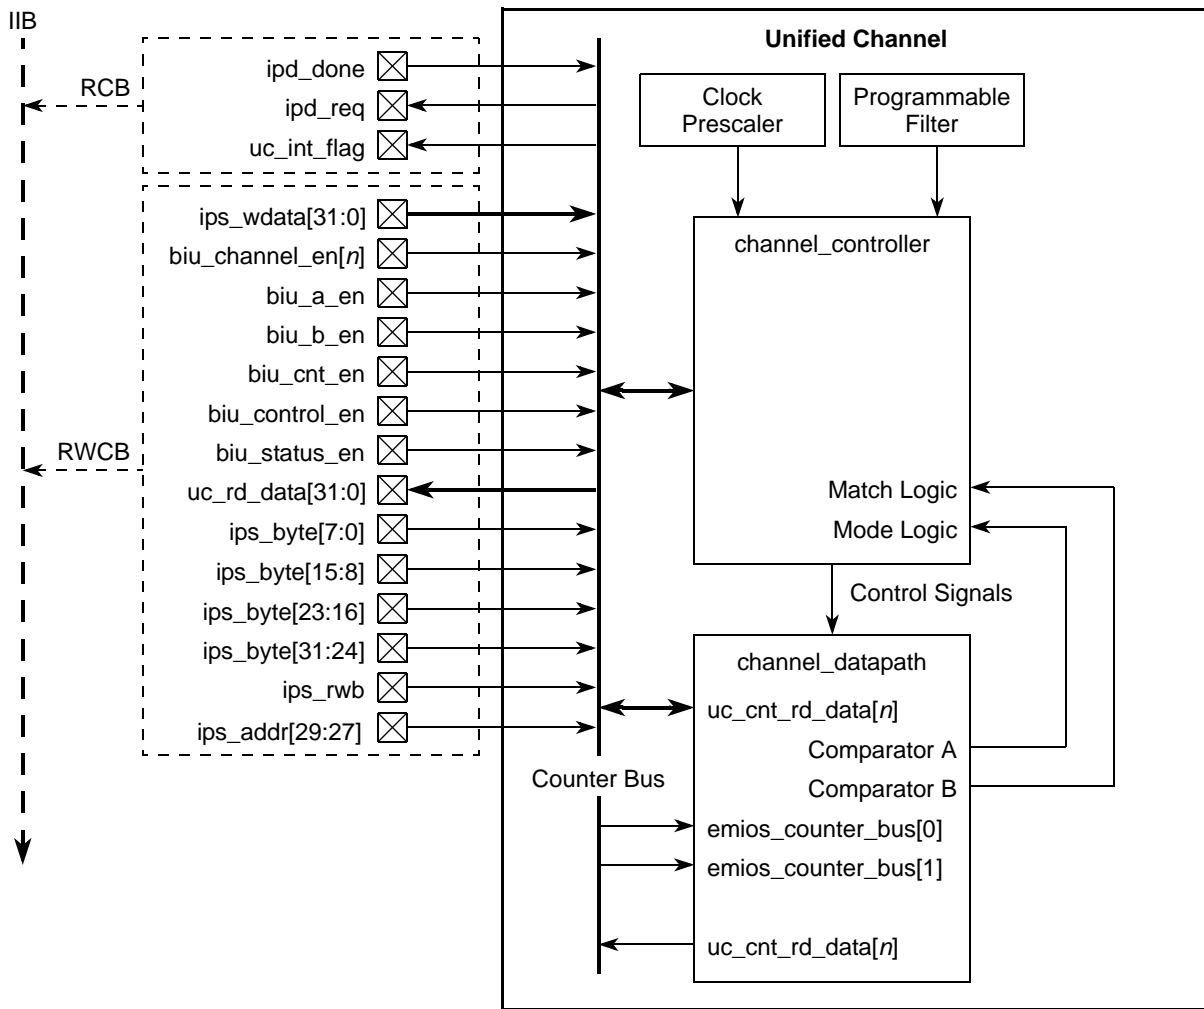 IIB
RCB
ipd_done
ipd_req
uc_int_flag
RWCB
ips_wdata[31:0]
biu_channel_en[n]
biu_a_en
biu_b_en
biu_cnt_en
biu_control_en
biu_status_en
uc_rd_data[31:0]
ips_byte[7:0]
ips_byte[15:8]
ips_byte[23:16]
ips_byte[31:24]
ips_rwb
ips_addr[29:27]
Unified Channel
Clock
Prescaler
Programmable
Filter
channel_controller
Match Logic
Mode Logic
Control Signals
channel_datapath
uc_cnt_rd_data[n]
Comparator A
Comparator B
Counter Bus
emios_counter_bus[0]
emios_counter_bus[1]
uc_cnt_rd_data[n]